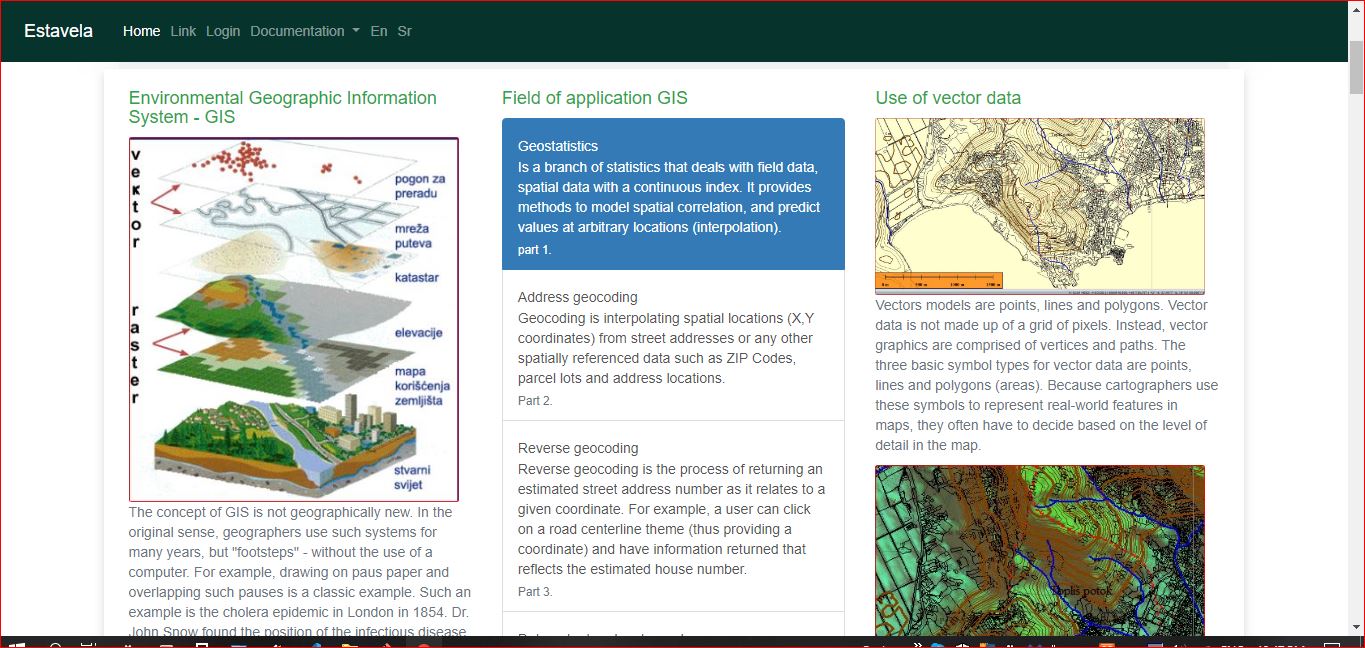 Estavela Home Link Login Documentation En Sr
Environmental Geographic Information
System - GIS
vektor
pogon za
preradu
mreža
puteva
katastar
raster
elevacije
mapa
korišćenja
zemljišta
stvarni
svijet
The concept of GIS is not geographically new. In the
original sense, geographers use such systems for
many years, but "footsteps" - without the use of a
computer. For example, drawing on paus paper and
overlapping such pauses is a classic example. Such an
example is the cholera epidemic in London in 1854. Dr.
John Snow found the position of the infectious disease
Field of application GIS
Geostatistics
Is a branch of statistics that deals with field data,
spatial data with a continuous index. It provides
methods to model spatial correlation, and predict
values at arbitrary locations (interpolation).
part 1.
Address geocoding
Geocoding is interpolating spatial locations (X,Y
coordinates) from street addresses or any other
spatially referenced data such as ZIP Codes,
parcel lots and address locations.
Part 2.
Reverse geocoding
Reverse geocoding is the process of returning an
estimated street address number as it relates to a
given coordinate. For example, a user can click
on a road centerline theme (thus providing a
coordinate) and have information returned that
reflects the estimated house number.
Part 3.
Use of vector data
Vectors models are points, lines and polygons. Vector
data is not made up of a grid of pixels. Instead, vector
graphics are comprised of vertices and paths. The
three basic symbol types for vector data are points,
lines and polygons (areas). Because cartographers use
these symbols to represent real-world features in
maps, they often have to decide based on the level of
detail in the map.
Toplis potok